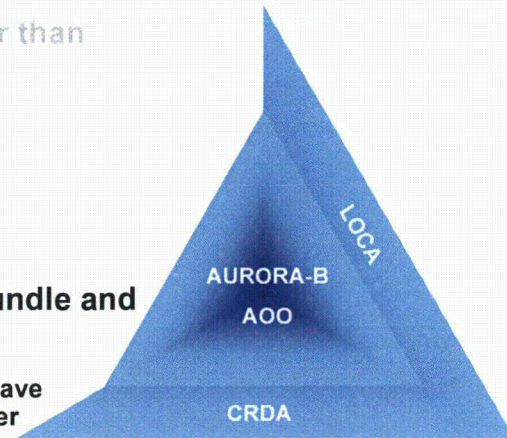 r than
LOCA
AURORA-B
AOO
undle and
ave
er
CRDA